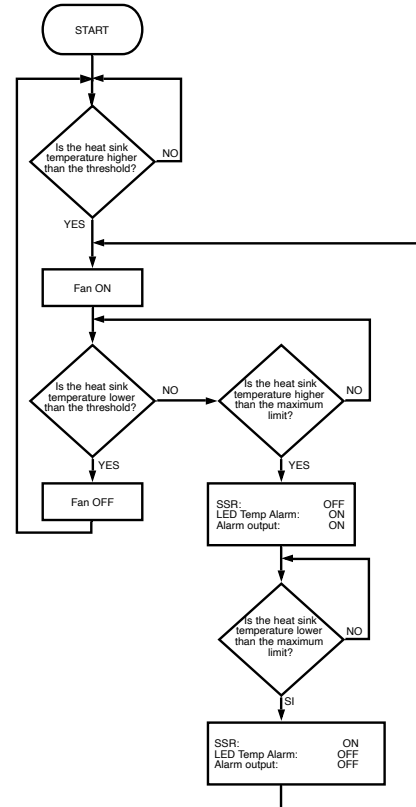 START
Is the heat sink
temperature higher
than the threshold?
NO
YES
Fan ON
Is the heat sink
temperature lower
than the threshold?
NO
Is the heat sink
temperature higher
than the maximum
limit?
NO
YES
Fan OFF
YES
SSR: OFF
LED Temp Alarm: ON
Alarm output: ON
Is the heat sink
temperature lower
than the maximum
limit?
NO
SI
SSR: ON
LED Temp Alarm: OFF
Alarm output: OFF